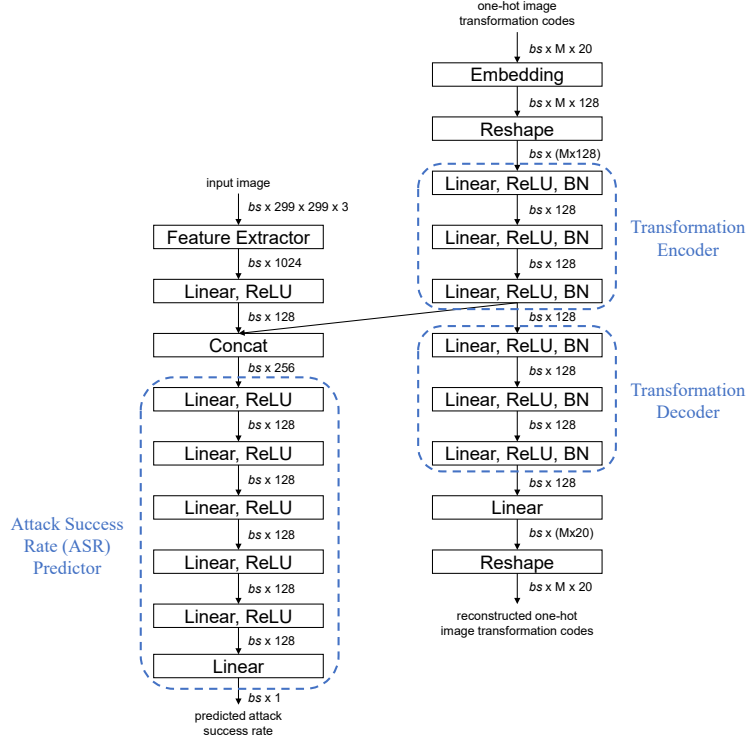 one-hot image
transformation codes
bs x M x 20
Embedding
bs x M x 128
Reshape
bs x (Mx128)
Linear, ReLU, BN
bs x 128
Linear, ReLU, BN
bs x 128
Linear, ReLU, BN
bs x 128
Transformation
Encoder
Linear, ReLU, BN
bs x 128
Linear, ReLU, BN
bs x 128
Linear, ReLU, BN
bs x 128
Transformation
Decoder
Linear
bs x (Mx20)
Reshape
bs x M x 20
reconstructed one-hot
image transformation codes
input image
bs x 299 x 299 x 3
Feature Extractor
bs x 1024
Linear, ReLU
bs x 128
Concat
bs x 256
Linear, ReLU
bs x 128
Linear, ReLU
bs x 128
Linear, ReLU
bs x 128
Linear, ReLU
bs x 128
Linear, ReLU
bs x 128
Linear
bs x 1
predicted attack
success rate
Attack Success
Rate (ASR)
Predictor